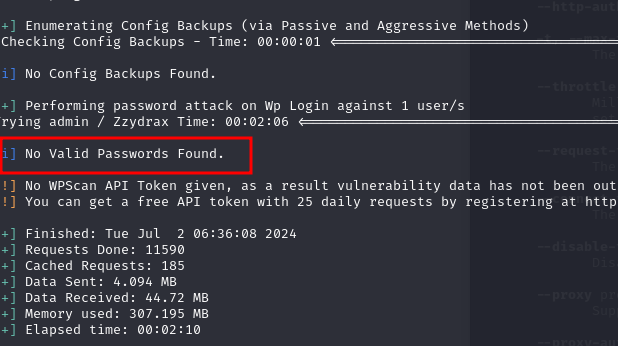 +] Enumerating Config Backups (via Passive and Aggressive Methods)
Checking Config Backups - Time: 00:00:01 <
i] No Config Backups Found.
+] Performing password attack on Wp Login against 1 user/s
rying admin / Zzydrax Time: 00:02:06 <
i] No Valid Passwords Found.
!] No WPScan API Token given, as a result vulnerability data has not been out
!] You can get a free API token with 25 daily requests by registering at http
+] Finished: Tue Jul  2 06:36:08 2024
+] Requests Done: 11590
+] Cached Requests: 185
+] Data Sent: 4.094 MB
+] Data Received: 44.72 MB
+] Memory used: 307.195 MB
+] Elapsed time: 00:02:10
--http-aut
The
--throttle
Mil
--request-
The
The
--disable-
Dis
--proxy pr
Sup
--proxy-au